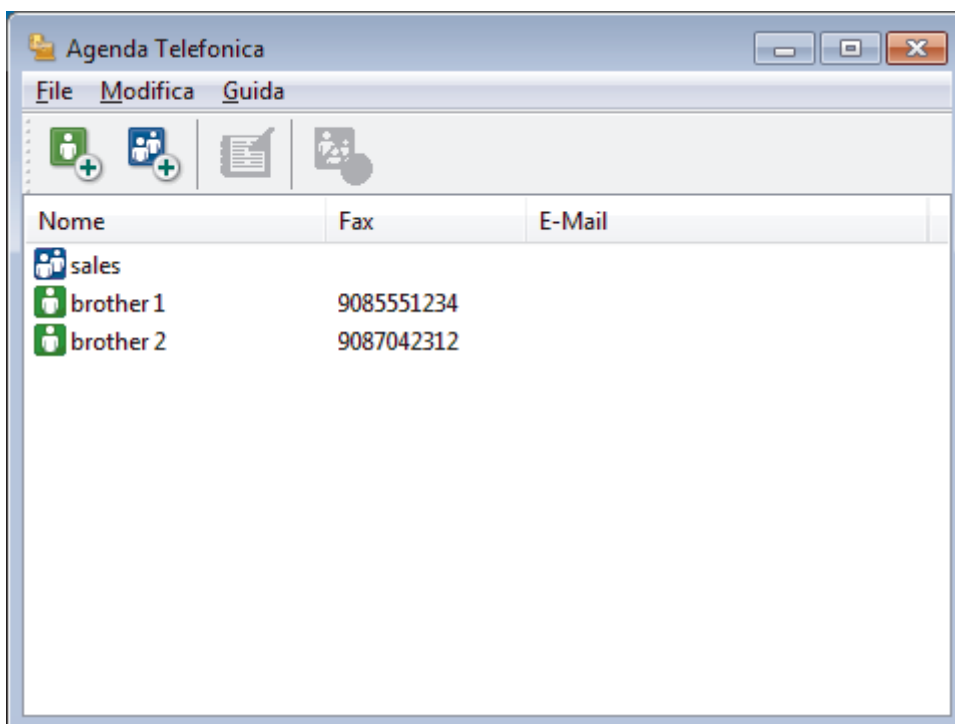 Agenda Telefonica
File Modifica Guida
Nome Fax E-Mail
sales
brother 1 9085551234
brother 2 9087042312